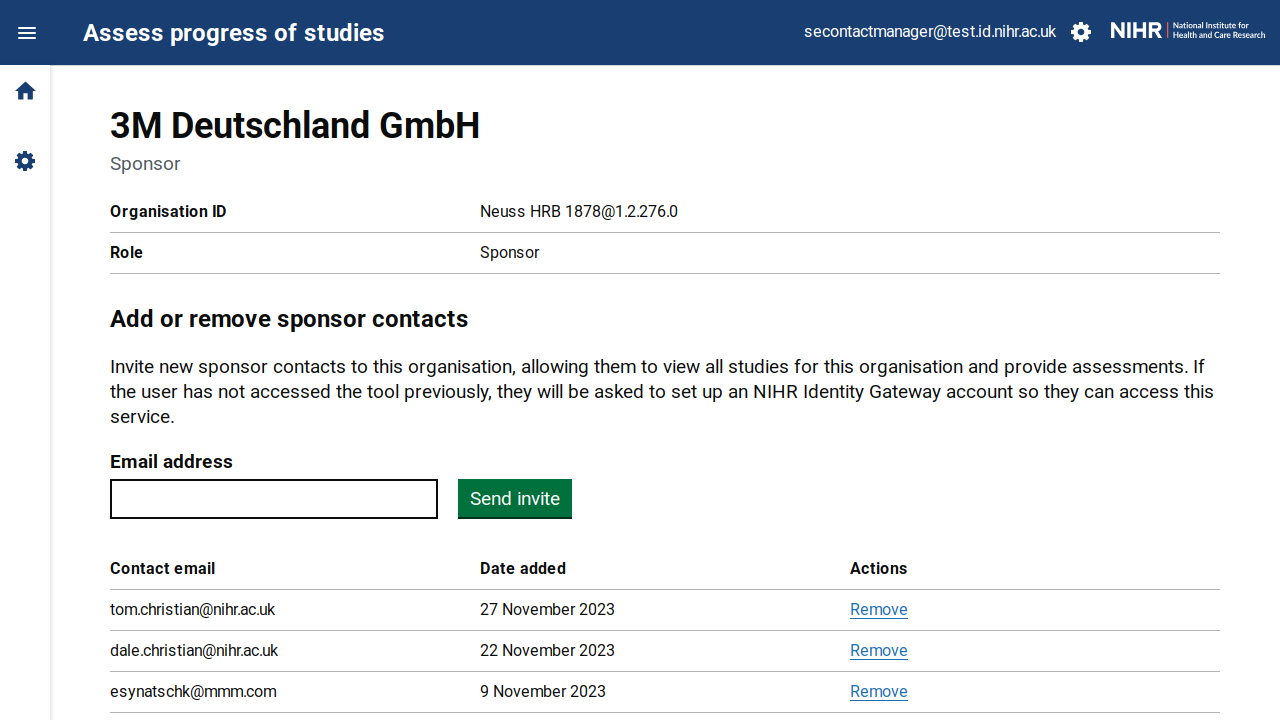 Assess progress of studies
secontactmanager@test.id.nihr.ac.uk
NIHR National Institute for
Health and Care Research
3M Deutschland GmbH
Sponsor
Organisation ID Neuss HRB 1878@1.2.276.0
Role Sponsor
Add or remove sponsor contacts
Invite new sponsor contacts to this organisation, allowing them to view all studies for this organisation and provide assessments. If
the user has not accessed the tool previously, they will be asked to set up an NIHR Identity Gateway account so they can access this
service.
Email address
Send invite
Contact email Date added Actions
tom.christian@nihr.ac.uk 27 November 2023 Remove
dale.christian@nihr.ac.uk 22 November 2023 Remove
esynatschk@mmm.com 9 November 2023 Remove